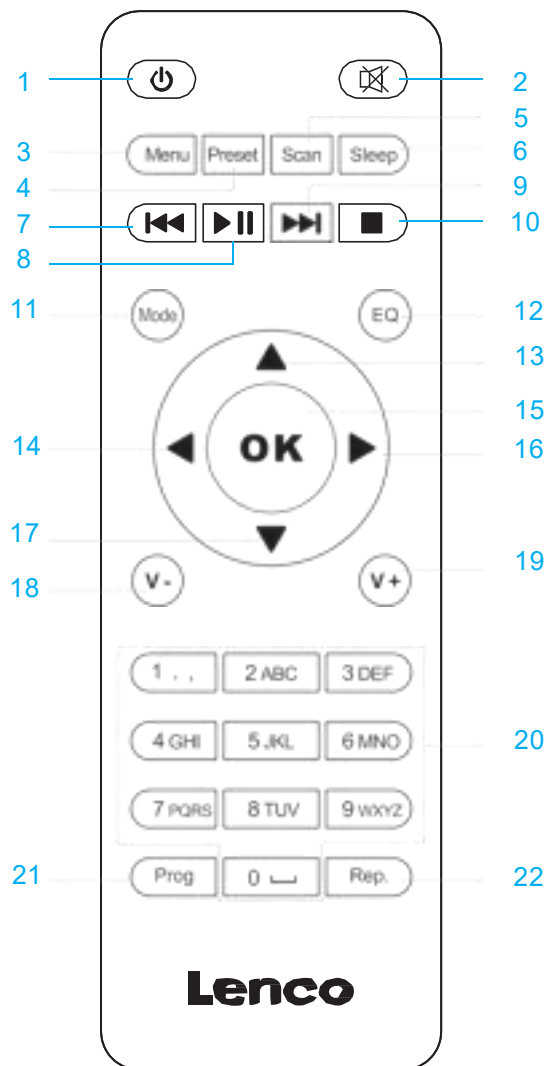 1 2
5
3 Menu Preset Scan Sleep 6
4 9
7 10
8
11 Mode EQ 12
13
15
14 OK 16
17
18 V - V + 19
1 . , 2 ABC 3 DEF
4 GHI 5 JKL 6 MNO 20
7 PQRS 8 TUV 9 WXYZ
21 Prog 0 Rep. 22
Lenco